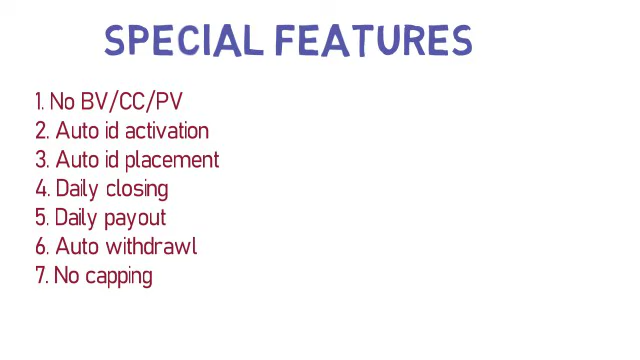 SPECIAL FEATURES
1. No BV/CC/PV
2. Auto id activation
3. Auto id placement
4. Daily closing
5. Daily payout
6. Auto withdrawl
7. No capping